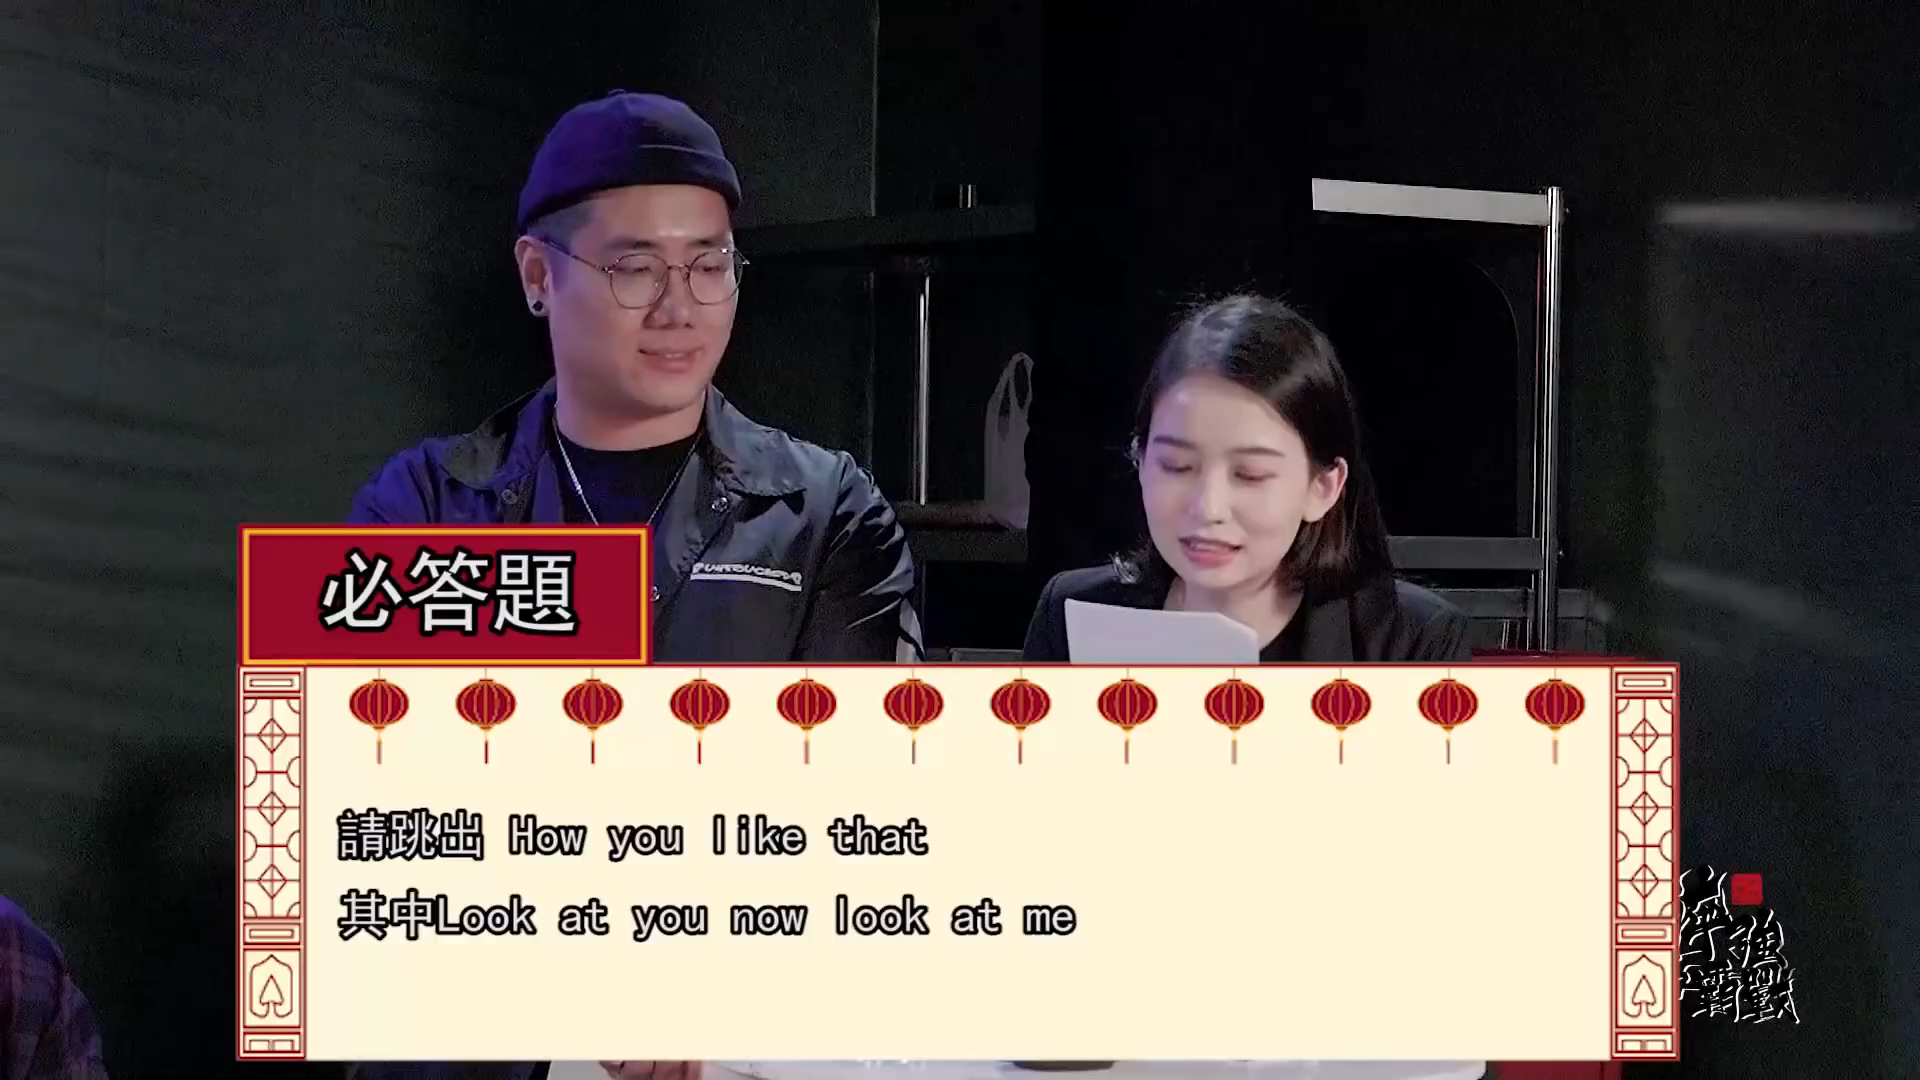 必答題
請跳出 How you like that
其中Look at you now look at me